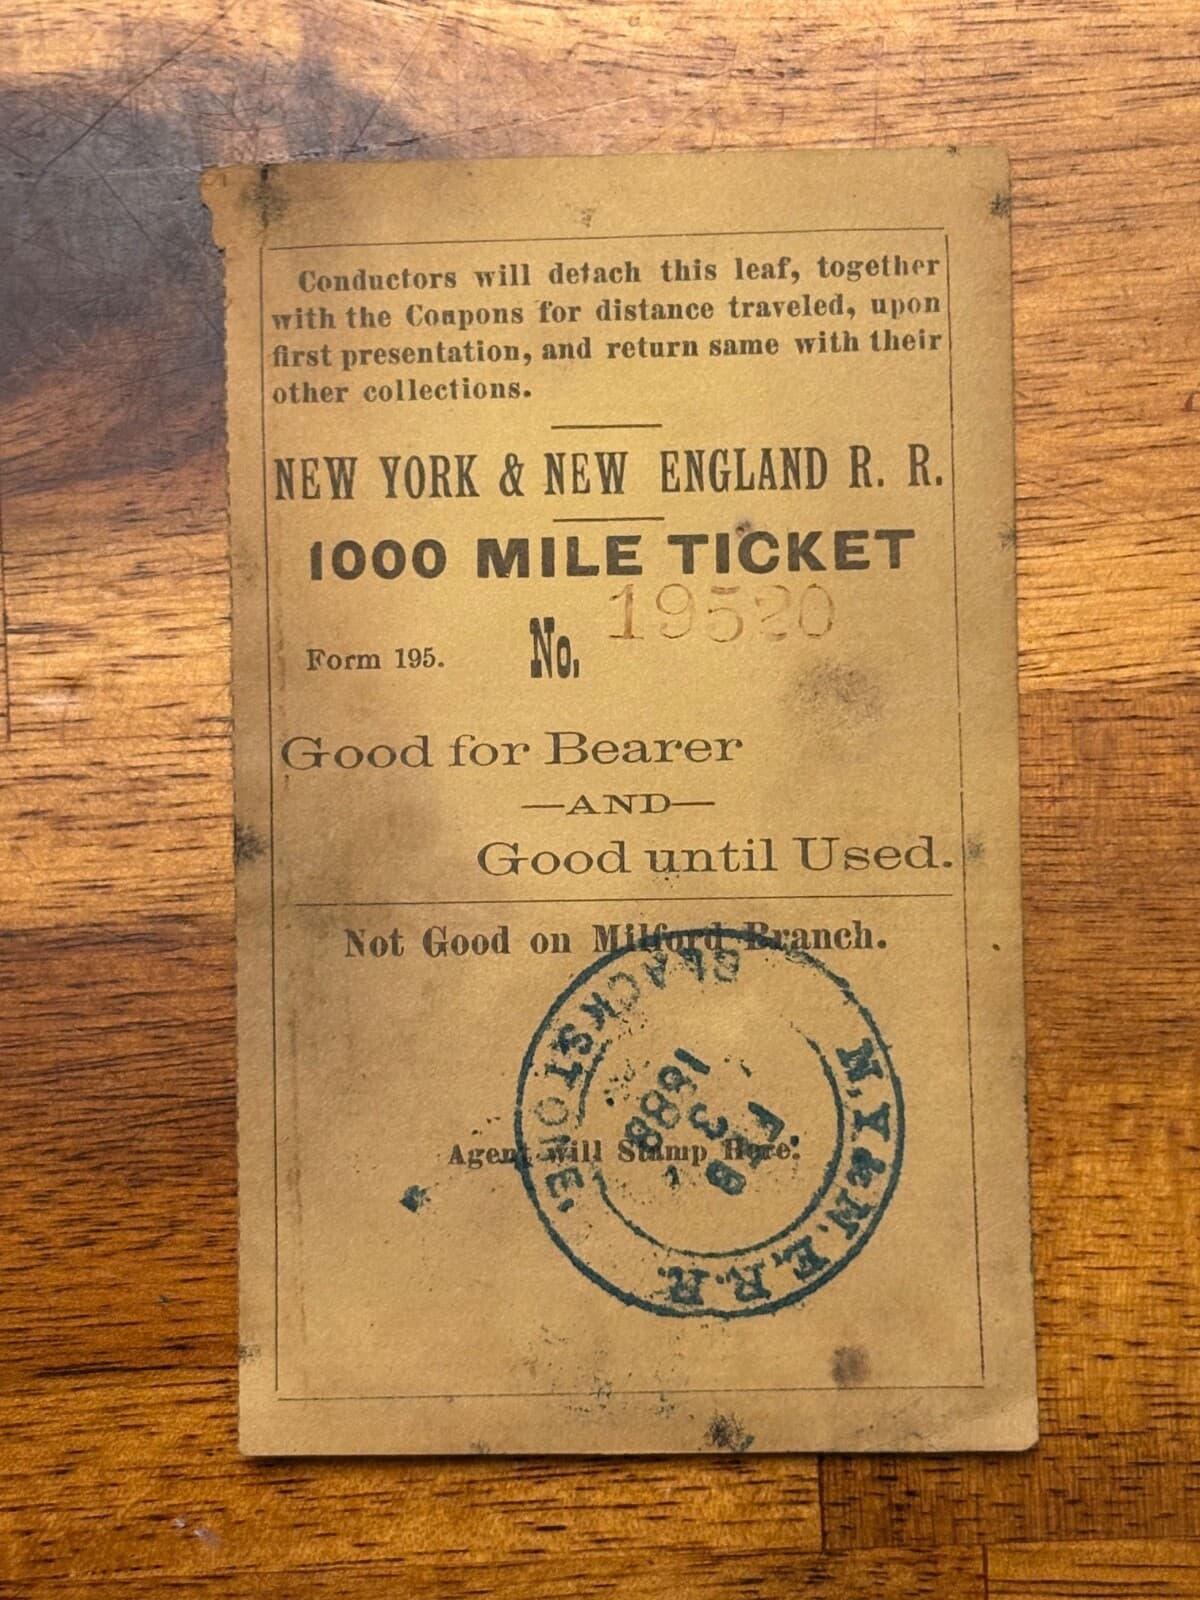 Conductors will detach this leaf, together
with the Coupons for distance traveled, upon
first presentation, and return same with their
other collections.
NEW YORK & NEW ENGLAND R. R.
1000 MILE TICKET
No. 19520
Form 195.
Good for Bearer
—AND—
Good until Used.
Not Good on Milford Branch.
Agent will Stamp Here.
N.Y.& N.E.R.R.
FEB
3
1888
BLACKSTONE